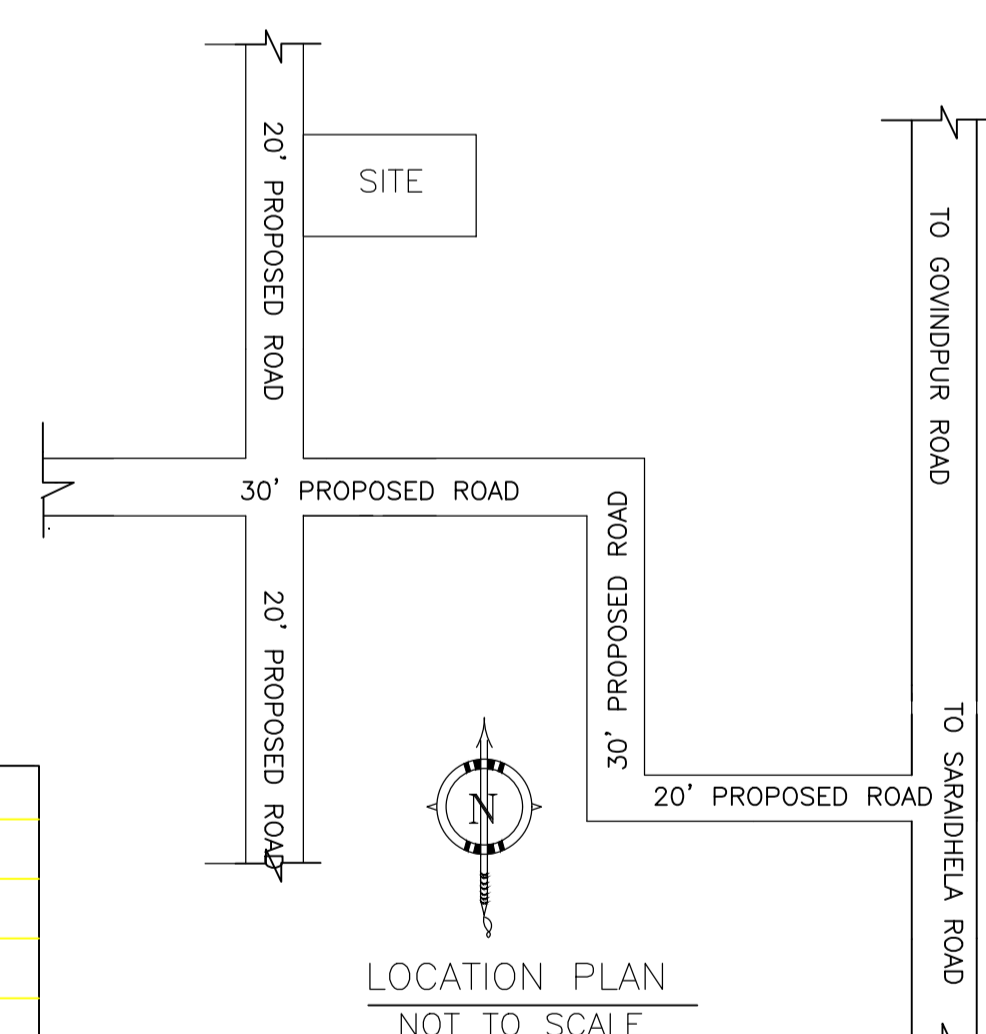 20' PROPOSED ROAD
SITE
TO GOVINDPUR ROAD
30' PROPOSED ROAD
30' PROPOSED ROAD
20' PROPOSED ROAD
TO SARAIDHELA ROAD
20' PROPOSED ROAD
N
LOCATION PLAN
NOT TO SCALE